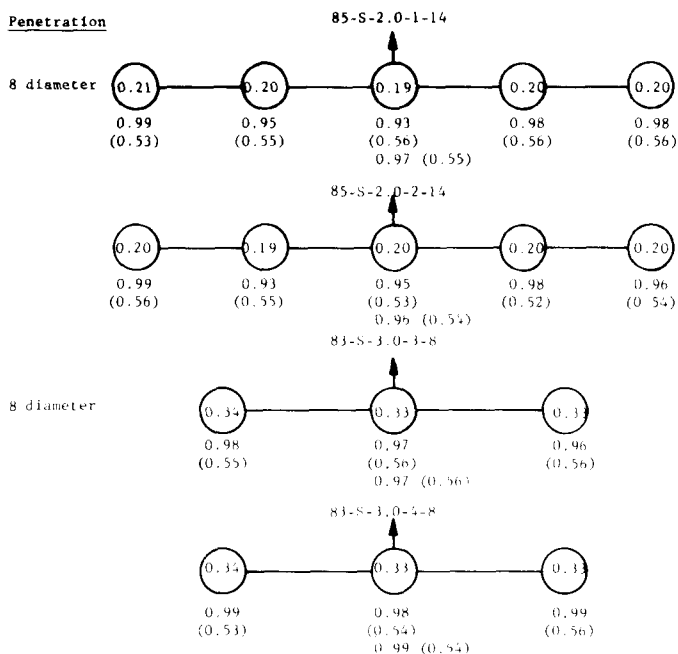 Penetration
85-S-2.0-1-14
8 diameter 0.21 0.20 0.19 0.20 0.20
0.99 0.95 0.93 0.98 0.98
(0.53) (0.55) (0.56) (0.56) (0.56)
0.97 (0.55)
85-S-2.0-2-14
0.20 0.19 0.20 0.20 0.20
0.99 0.93 0.95 0.98 0.96
(0.56) (0.55) (0.53) (0.52) (0.54)
0.96 (0.54)
83-S-3.0-3-8
8 diameter 0.34 0.33 0.33
0.98 0.97 0.96
(0.55) (0.56) (0.56)
0.97 (0.56)
83-S-3.0-4-8
0.34 0.33 0.33
0.99 0.98 0.99
(0.53) (0.54) (0.56)
0.99 (0.54)